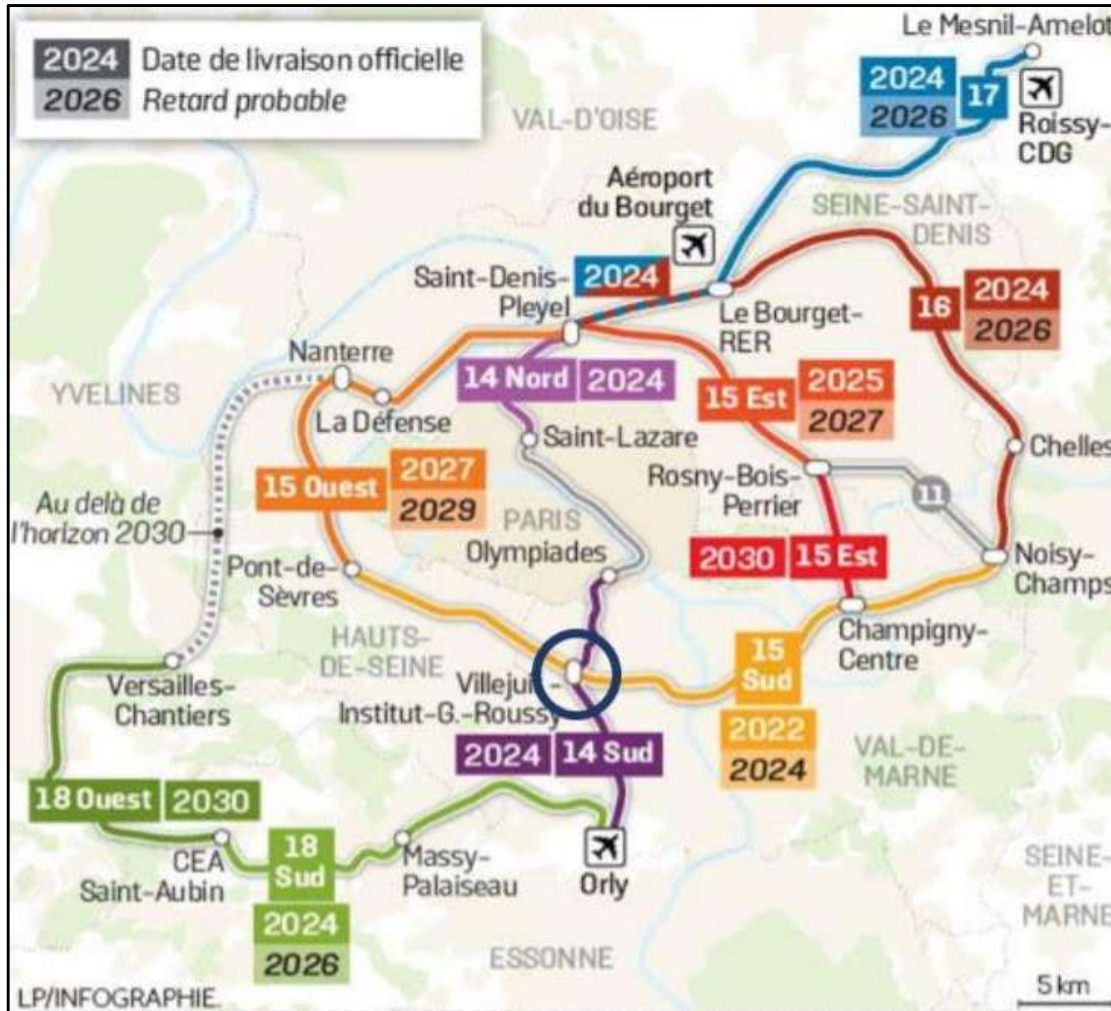 2024 Date de livraison officielle
2026 Retard probable
Le Mesnil-Amelot
2024
2026
17
Roissy-
CDG
VAL-D'OISE
Aéroport
du Bourget
SEINE-SAINT-
DENIS
Saint-Denis-
Pleyel
2024
Le Bourget-
RER
16
2024
2026
Nanterre
YVELINES
La Défense
14 Nord 2024
15 Est
2025
2027
Saint-Lazare
Chelles
15 Ouest
2027
2029
Rosny-Bois-
Perrier
11
Au delà de
l'horizon 2030
PARIS
Olympiades
2030 15 Est
Noisy-
Champs
Pont-de-
Sèvres
HAUTS-
DE-SEINE
Champigny-
Centre
Versailles-
Chantiers
Villejuif-
Institut-G.-Roussy
15
Sud
2022
2024
2024 14 Sud
VAL-DE-
MARNE
18 Ouest 2030
CEA
Saint-Aubin
18
Sud
2024
2026
Massy-
Palaiseau
Orly
SEINE-
ET-
MARNE
ESSONNE
LP/INFOGRAPHIE.
5 km